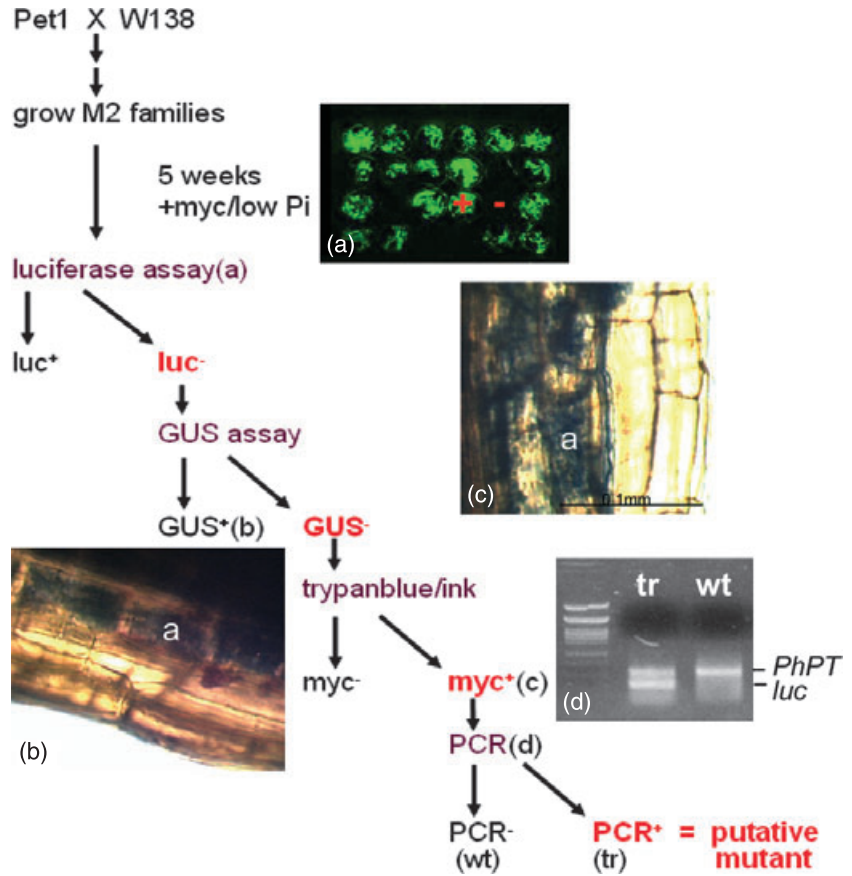 Pet1 X W138
grow M2 families
5 weeks
+myc/low Pi
+ -
(a)
luciferase assay(a)
luc⁺
luc⁻
GUS assay
a
0.1mm
(c)
GUS⁺(b)
GUS⁻
a
(b)
trypanblue/ink
tr wt
PhPT
luc
(d)
myc⁻
myc⁺(c)
PCR(d)
PCR⁻
(wt)
PCR⁺ = putative
mutant
(tr)